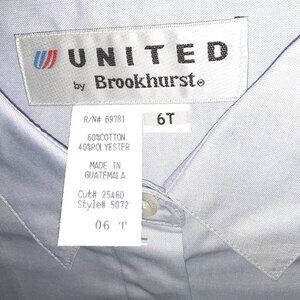 UNITED
by Brookhurst®
6T
R/N# 69781
60%COTTON
40%POLYESTER
MADE IN
GUATEMALA
Cut# 25460
Style# 5072
06 T